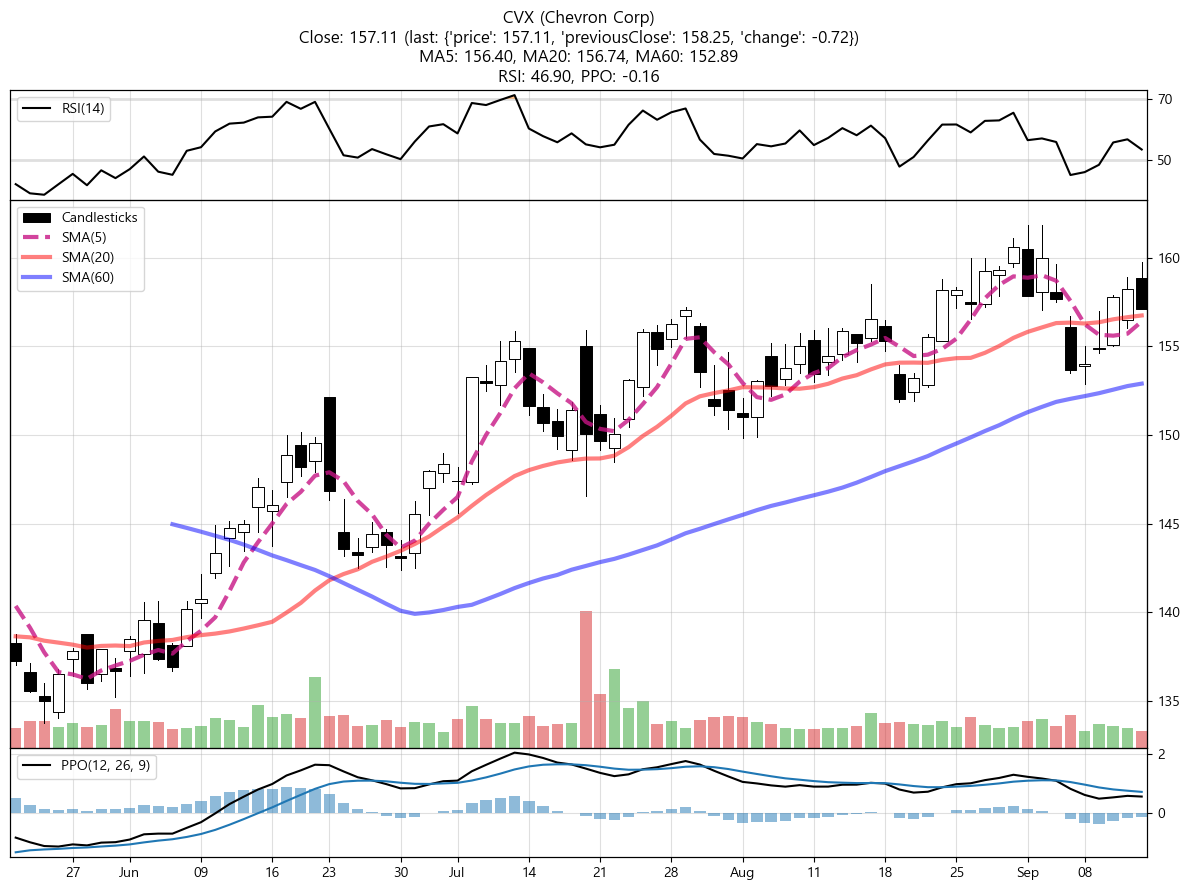 CVX (Chevron Corp)
Close: 157.11 (last: {'price': 157.11, 'previousClose': 158.25, 'change': -0.72})
MA5: 156.40, MA20: 156.74, MA60: 152.89
RSI: 46.90, PPO: -0.16
RSI(14)
70
50
Candlesticks
SMA(5)
SMA(20)
SMA(60)
160
155
150
145
140
135
PPO(12, 26, 9)
2
0
27 Jun 09 16 23 30 Jul 14 21 28 Aug 11 18 25 Sep 08